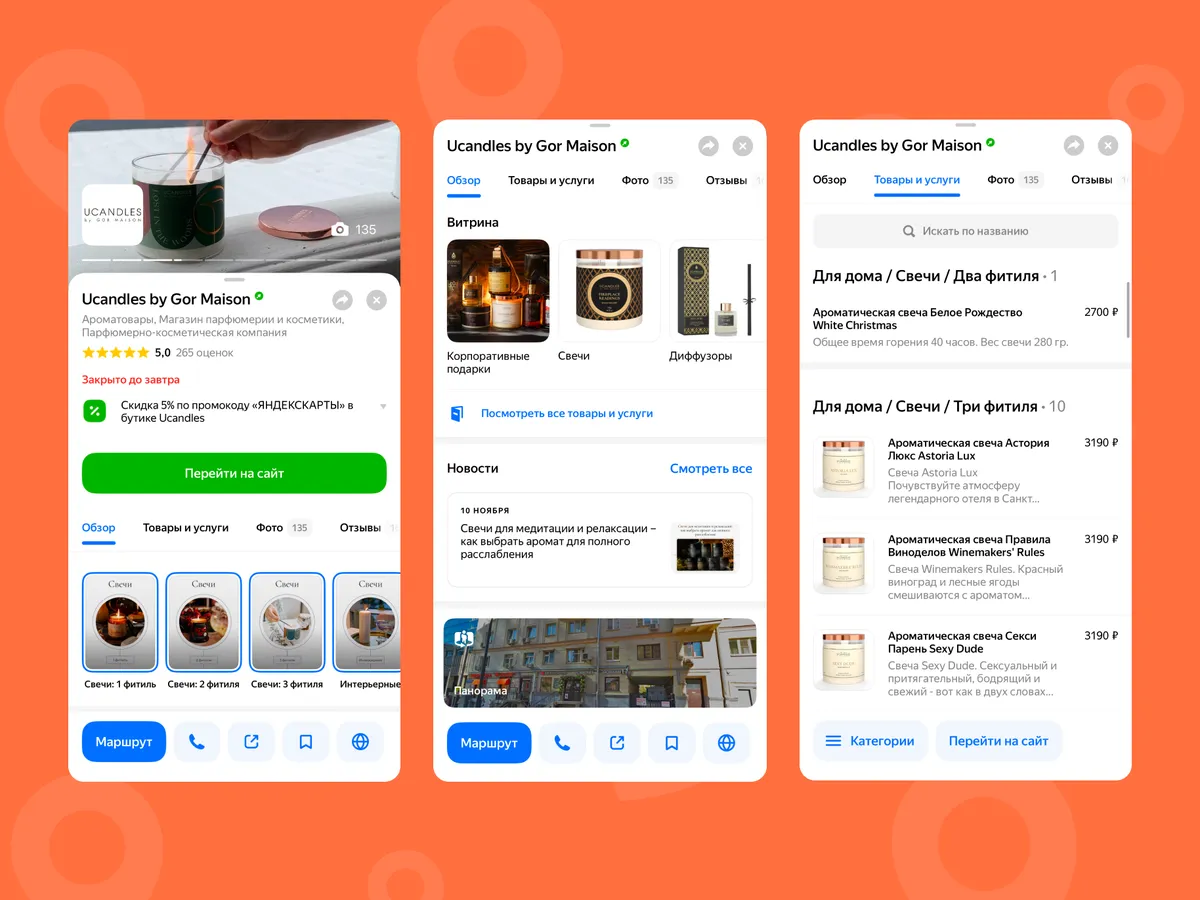 UCANDLES
by GOR MAISON
135
Ucandles by Gor Maison
Ароматовары, Магазин парфюмерии и косметики,
Парфюмерно-косметическая компания
5,0 265 оценок
Закрыто до завтра
Скидка 5% по промокоду «ЯНДЕКСКАРТЫ» в
бутике Ucandles
Перейти на сайт
Обзор Товары и услуги Фото 135 Отзывы
Свечи Свечи Свечи Свечи
Свечи: 1 фитиль Свечи: 2 фитиля Свечи: 3 фитиля Интерьерные
Маршрут
Ucandles by Gor Maison
Обзор Товары и услуги Фото 135 Отзывы
Витрина
UCANDLES
FIREPLACE
READINGS
Корпоративные
подарки
Свечи
Диффузоры
Посмотреть все товары и услуги
Новости Смотреть все
10 НОЯБРЯ
Свечи для медитации и релаксации –
как выбрать аромат для полного
расслабления
Панорама
Маршрут
Ucandles by Gor Maison
Обзор Товары и услуги Фото 135 Отзывы
Искать по названию
Для дома / Свечи / Два фитиля • 1
Ароматическая свеча Белое Рождество 2700 ₽
White Christmas
Общее время горения 40 часов. Вес свечи 280 гр.
Для дома / Свечи / Три фитиля • 10
Ароматическая свеча Астория 3190 ₽
Люкс Astoria Lux
Свеча Astoria Lux
Почувствуйте атмосферу
легендарного отеля в Санкт...
Ароматическая свеча Правила 3190 ₽
Виноделов Winemakers' Rules
Свеча Winemakers Rules. Красный
виноград и лесные ягоды
смешиваются с ароматом...
Ароматическая свеча Секси 3190 ₽
Парень Sexy Dude
Свеча Sexy Dude. Сексуальный и
притягательный, бодрящий и
свежий - вот как в двух словах...
Категории Перейти на сайт